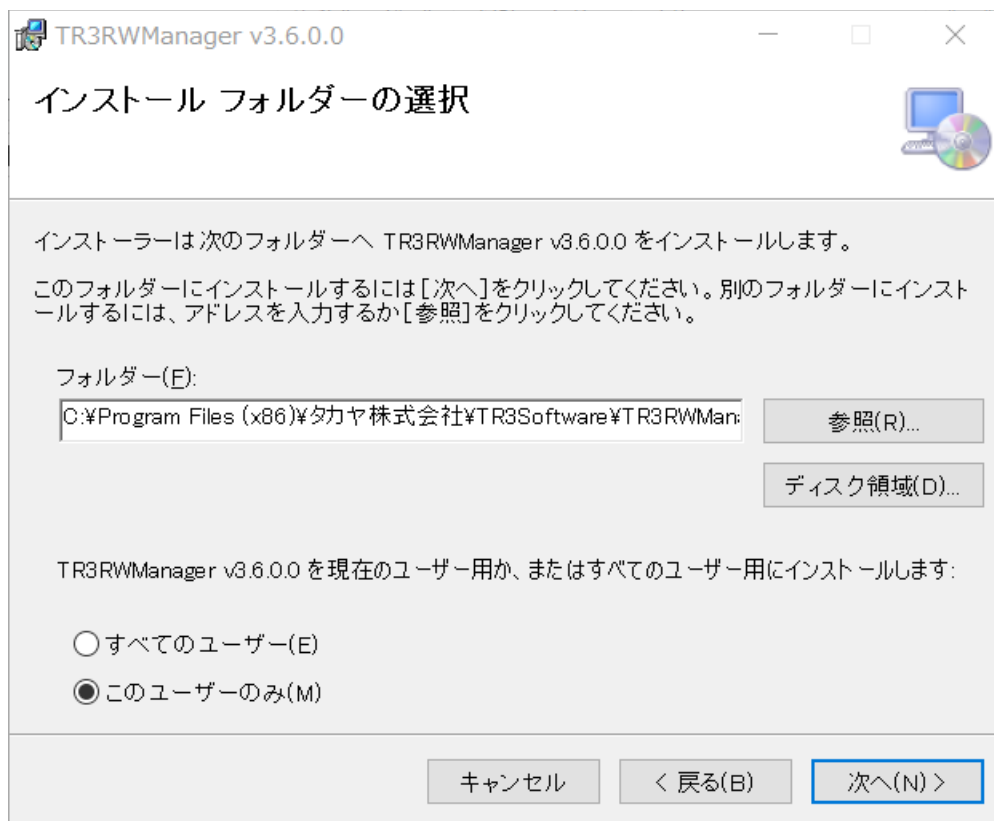 TR3RWManager v3.6.0.0
インストール フォルダーの選択
インストーラーは次のフォルダーへ TR3RWManager v3.6.0.0 をインストールします。
このフォルダーにインストールするには[次へ]をクリックしてください。別のフォルダーにインスト
ールするには、アドレスを入力するか[参照]をクリックしてください。
フォルダー(F):
C:¥Program Files (x86)¥タカヤ株式会社¥TR3Software¥TR3RWMana
参照(R)...
ディスク領域(D)...
TR3RWManager v3.6.0.0 を現在のユーザー用か、またはすべてのユーザー用にインストールします:
すべてのユーザー(E)
このユーザーのみ(M)
キャンセル
< 戻る(B)
次へ(N) >